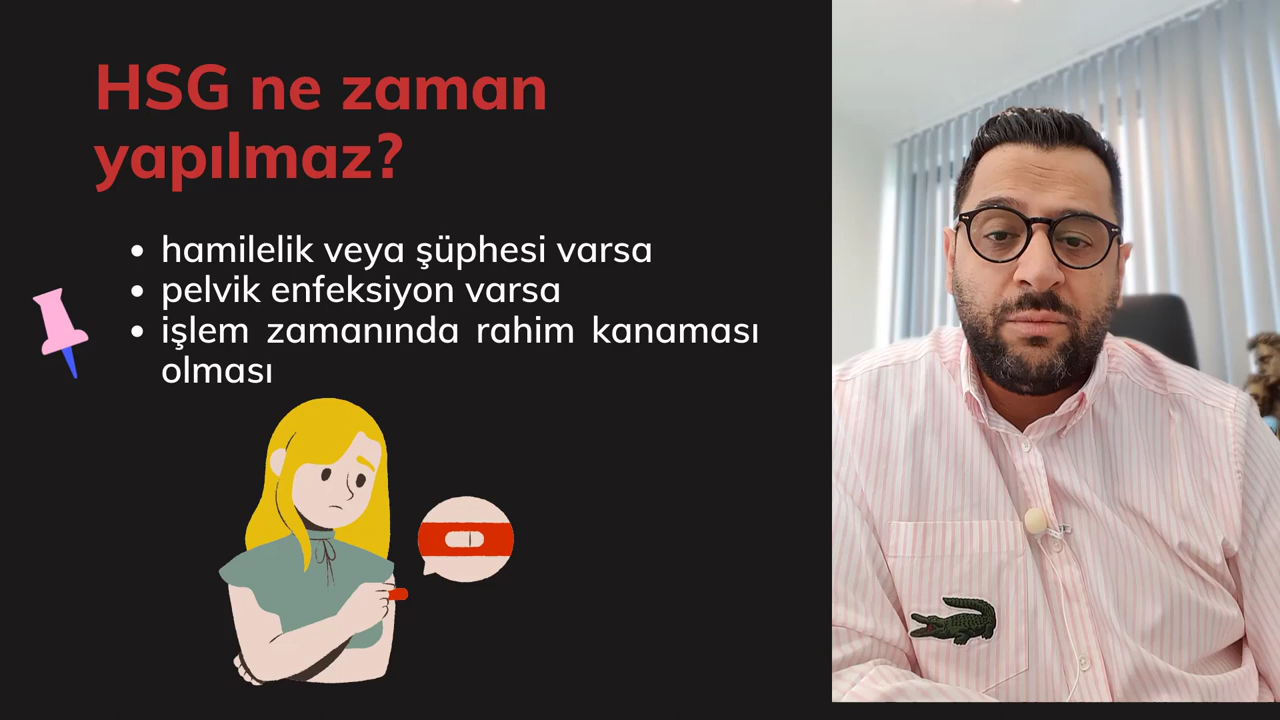 HSG ne zaman
yapılmaz?
hamilelik veya şüphesi varsa
pelvik enfeksiyon varsa
işlem zamanında rahim kanaması
olması